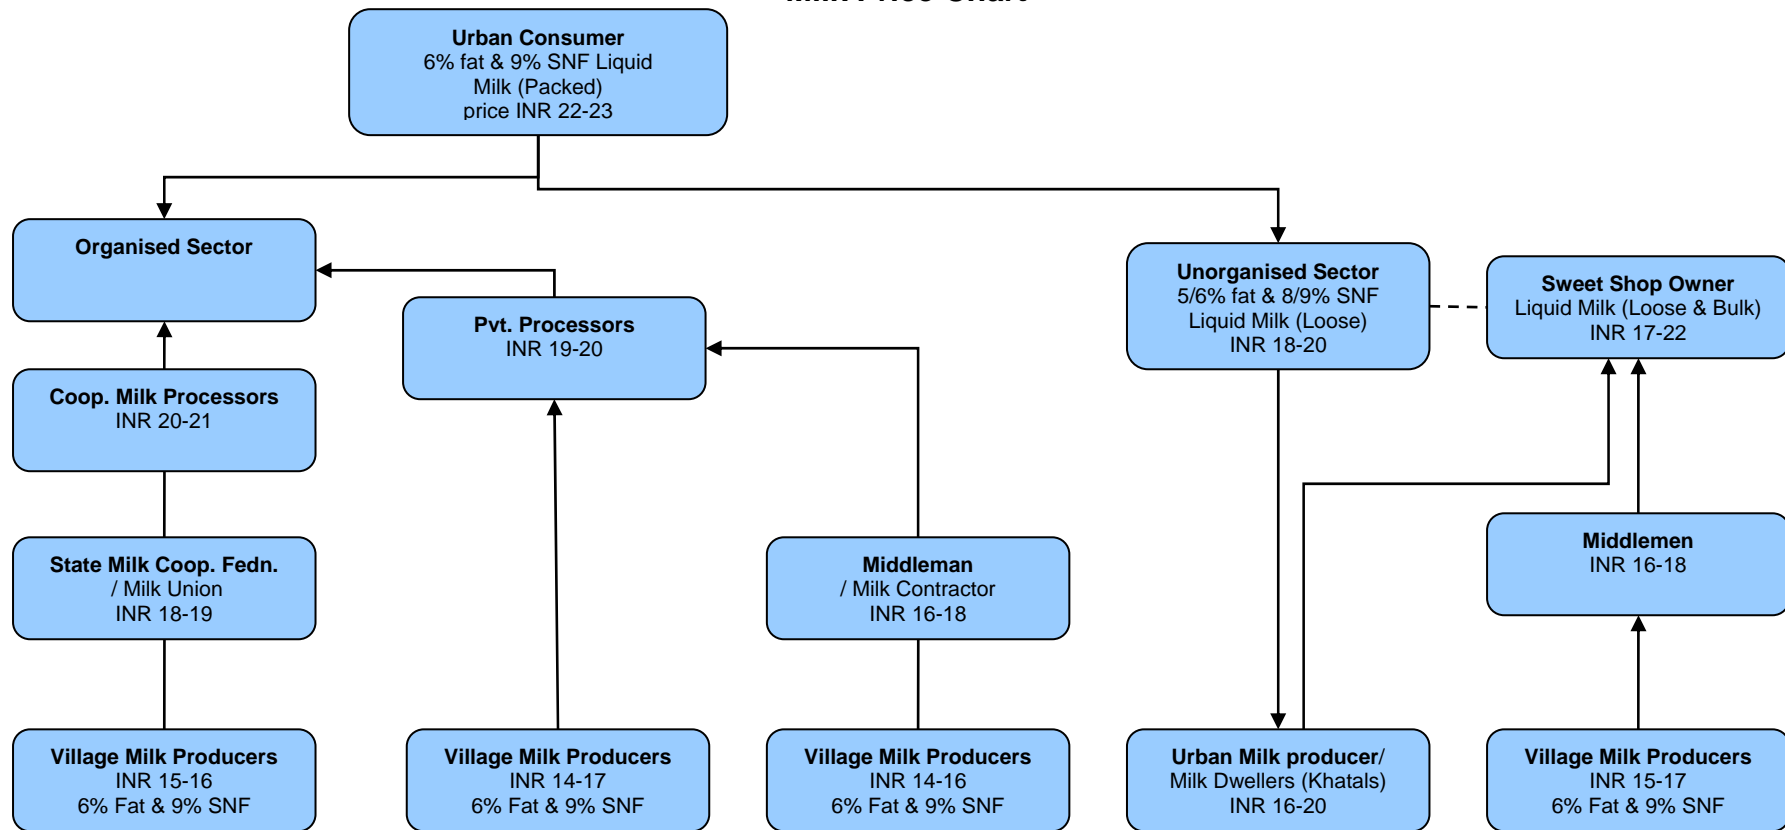 Milk Price Chart
Urban Consumer
6% fat & 9% SNF Liquid
Milk (Packed)
price INR 22-23
Organised Sector
Unorganised Sector
5/6% fat & 8/9% SNF
Liquid Milk (Loose)
INR 18-20
Sweet Shop Owner
Liquid Milk (Loose & Bulk)
INR 17-22
Pvt. Processors
INR 19-20
Coop. Milk Processors
INR 20-21
State Milk Coop. Fedn.
/ Milk Union
INR 18-19
Middleman
/ Milk Contractor
INR 16-18
Middlemen
INR 16-18
Village Milk Producers
INR 15-16
6% Fat & 9% SNF
Village Milk Producers
INR 14-17
6% Fat & 9% SNF
Village Milk Producers
INR 14-16
6% Fat & 9% SNF
Urban Milk producer/
Milk Dwellers (Khatals)
INR 16-20
Village Milk Producers
INR 15-17
6% Fat & 9% SNF